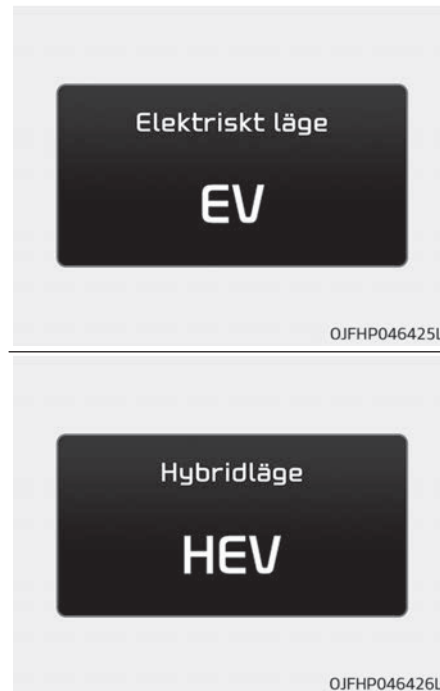 Elektriskt läge
EV
OJFHP046425L
Hybridläge
HEV
OJFHP046426L